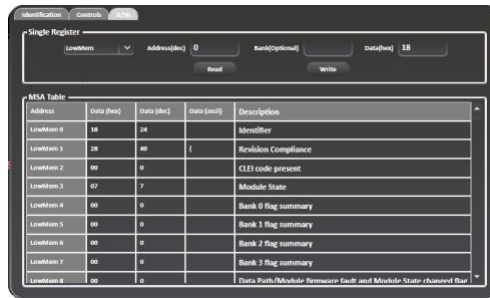 Identification Controls R/W
Single Register
LowMem Address(dec) 0 Bank(Optional) Data(hex) 18
Read Write
MSA Table
Address Data (hex) Data (dec) Data (ascii) Description
LowMem 0 18 24 Identifier
LowMem 1 28 40 ( Revision Compliance
LowMem 2 00 0 CLEI code present
LowMem 3 07 7 Module State
LowMem 4 00 0 Bank 0 flag summary
LowMem 5 00 0 Bank 1 flag summary
LowMem 6 00 0 Bank 2 flag summary
LowMem 7 00 0 Bank 3 flag summary
LowMem 8 00 0 Data Path/Module firmware fault and Module State changed flag